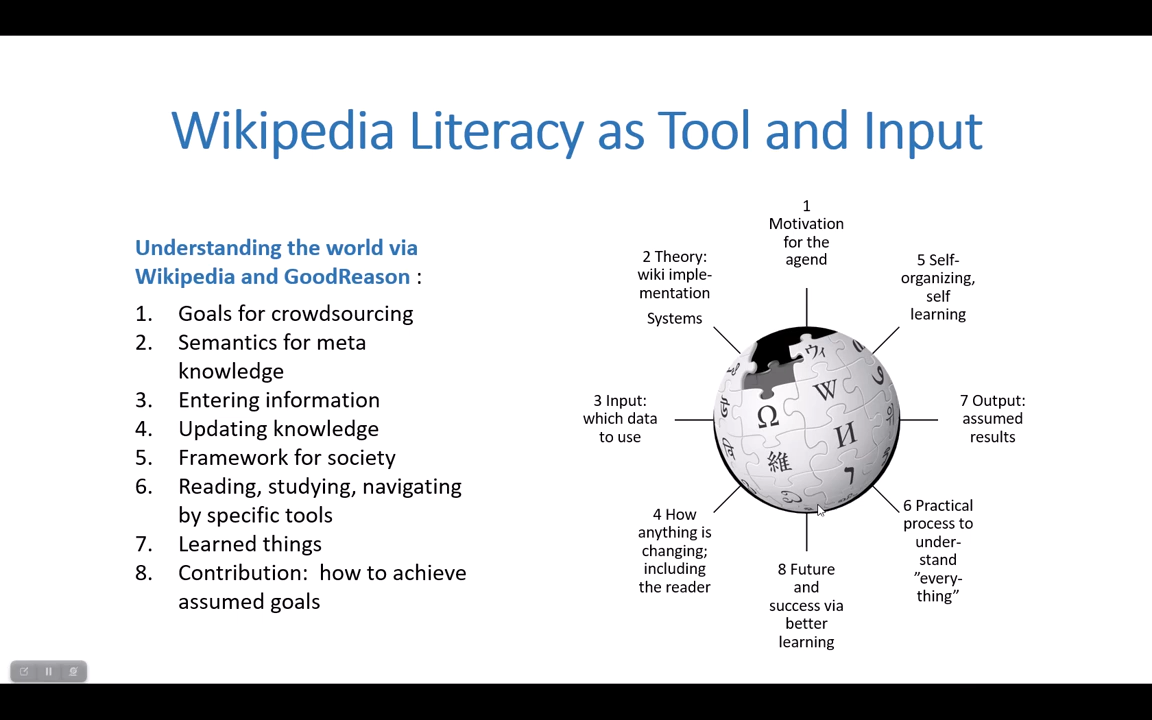 Wikipedia Literacy as Tool and Input
Understanding the world via
Wikipedia and GoodReason :
1. Goals for crowdsourcing
2. Semantics for meta
knowledge
3. Entering information
4. Updating knowledge
5. Framework for society
6. Reading, studying, navigating
by specific tools
7. Learned things
8. Contribution:  how to achieve
assumed goals
1
Motivation
for the
agend
2 Theory:
wiki imple-
mentation
Systems
3 Input:
which data
to use
4 How
anything is
changing;
including
the reader
5 Self-
organizing,
self
learning
7 Output:
assumed
results
6 Practical
process to
under-
stand
”every-
thing”
8 Future
and
success via
better
learning
Ω
W
И
維
위